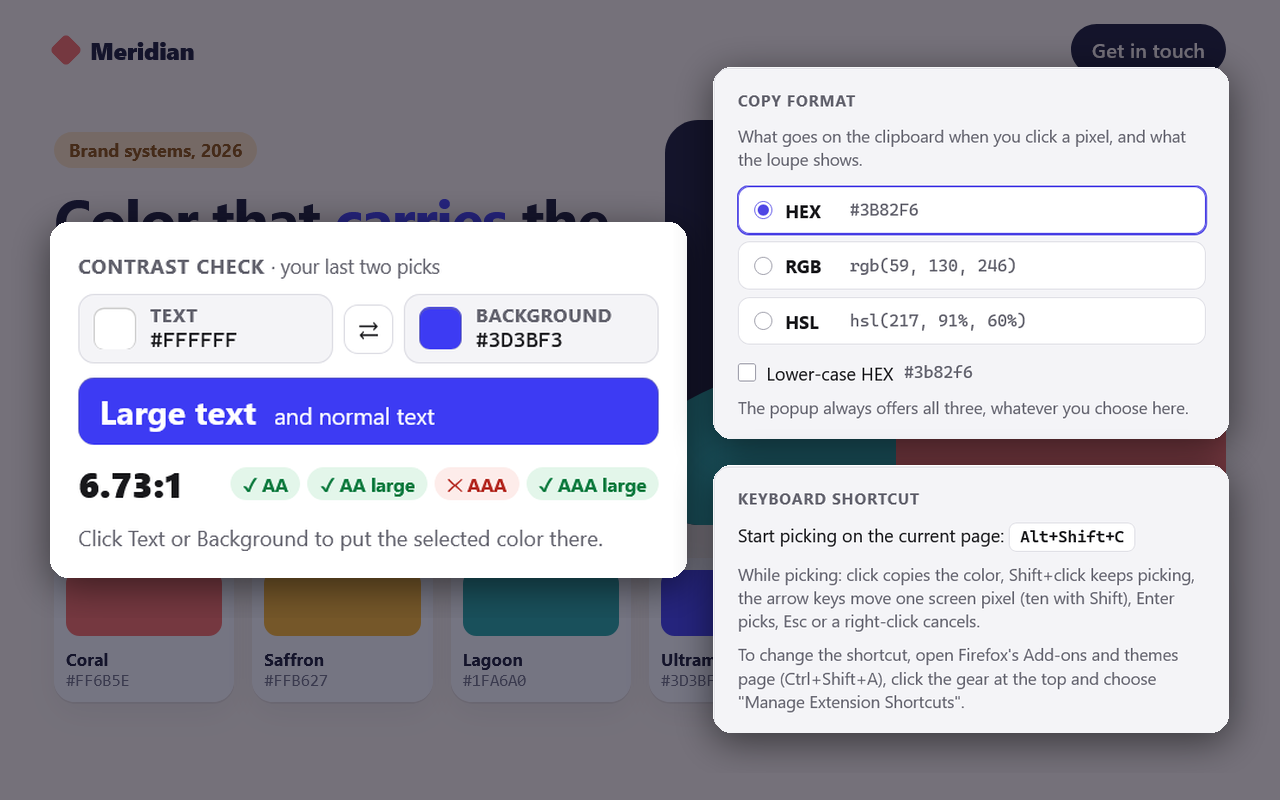 Meridian
Get in touch
Brand systems, 2026
Color that carries the
CONTRAST CHECK · your last two picks
TEXT
#FFFFFF
⇄
BACKGROUND
#3D3BF3
Large text and normal text
6.73:1
✓ AA
✓ AA large
✕ AAA
✓ AAA large
Click Text or Background to put the selected color there.
Coral
#FF6B5E
Saffron
#FFB627
Lagoon
#1FA6A0
COPY FORMAT
What goes on the clipboard when you click a pixel, and what
the loupe shows.
HEX #3B82F6
RGB rgb(59, 130, 246)
HSL hsl(217, 91%, 60%)
Lower-case HEX #3b82f6
The popup always offers all three, whatever you choose here.
KEYBOARD SHORTCUT
Start picking on the current page: Alt+Shift+C
While picking: click copies the color, Shift+click keeps picking,
the arrow keys move one screen pixel (ten with Shift), Enter
picks, Esc or a right-click cancels.
To change the shortcut, open Firefox's Add-ons and themes
page (Ctrl+Shift+A), click the gear at the top and choose
"Manage Extension Shortcuts".